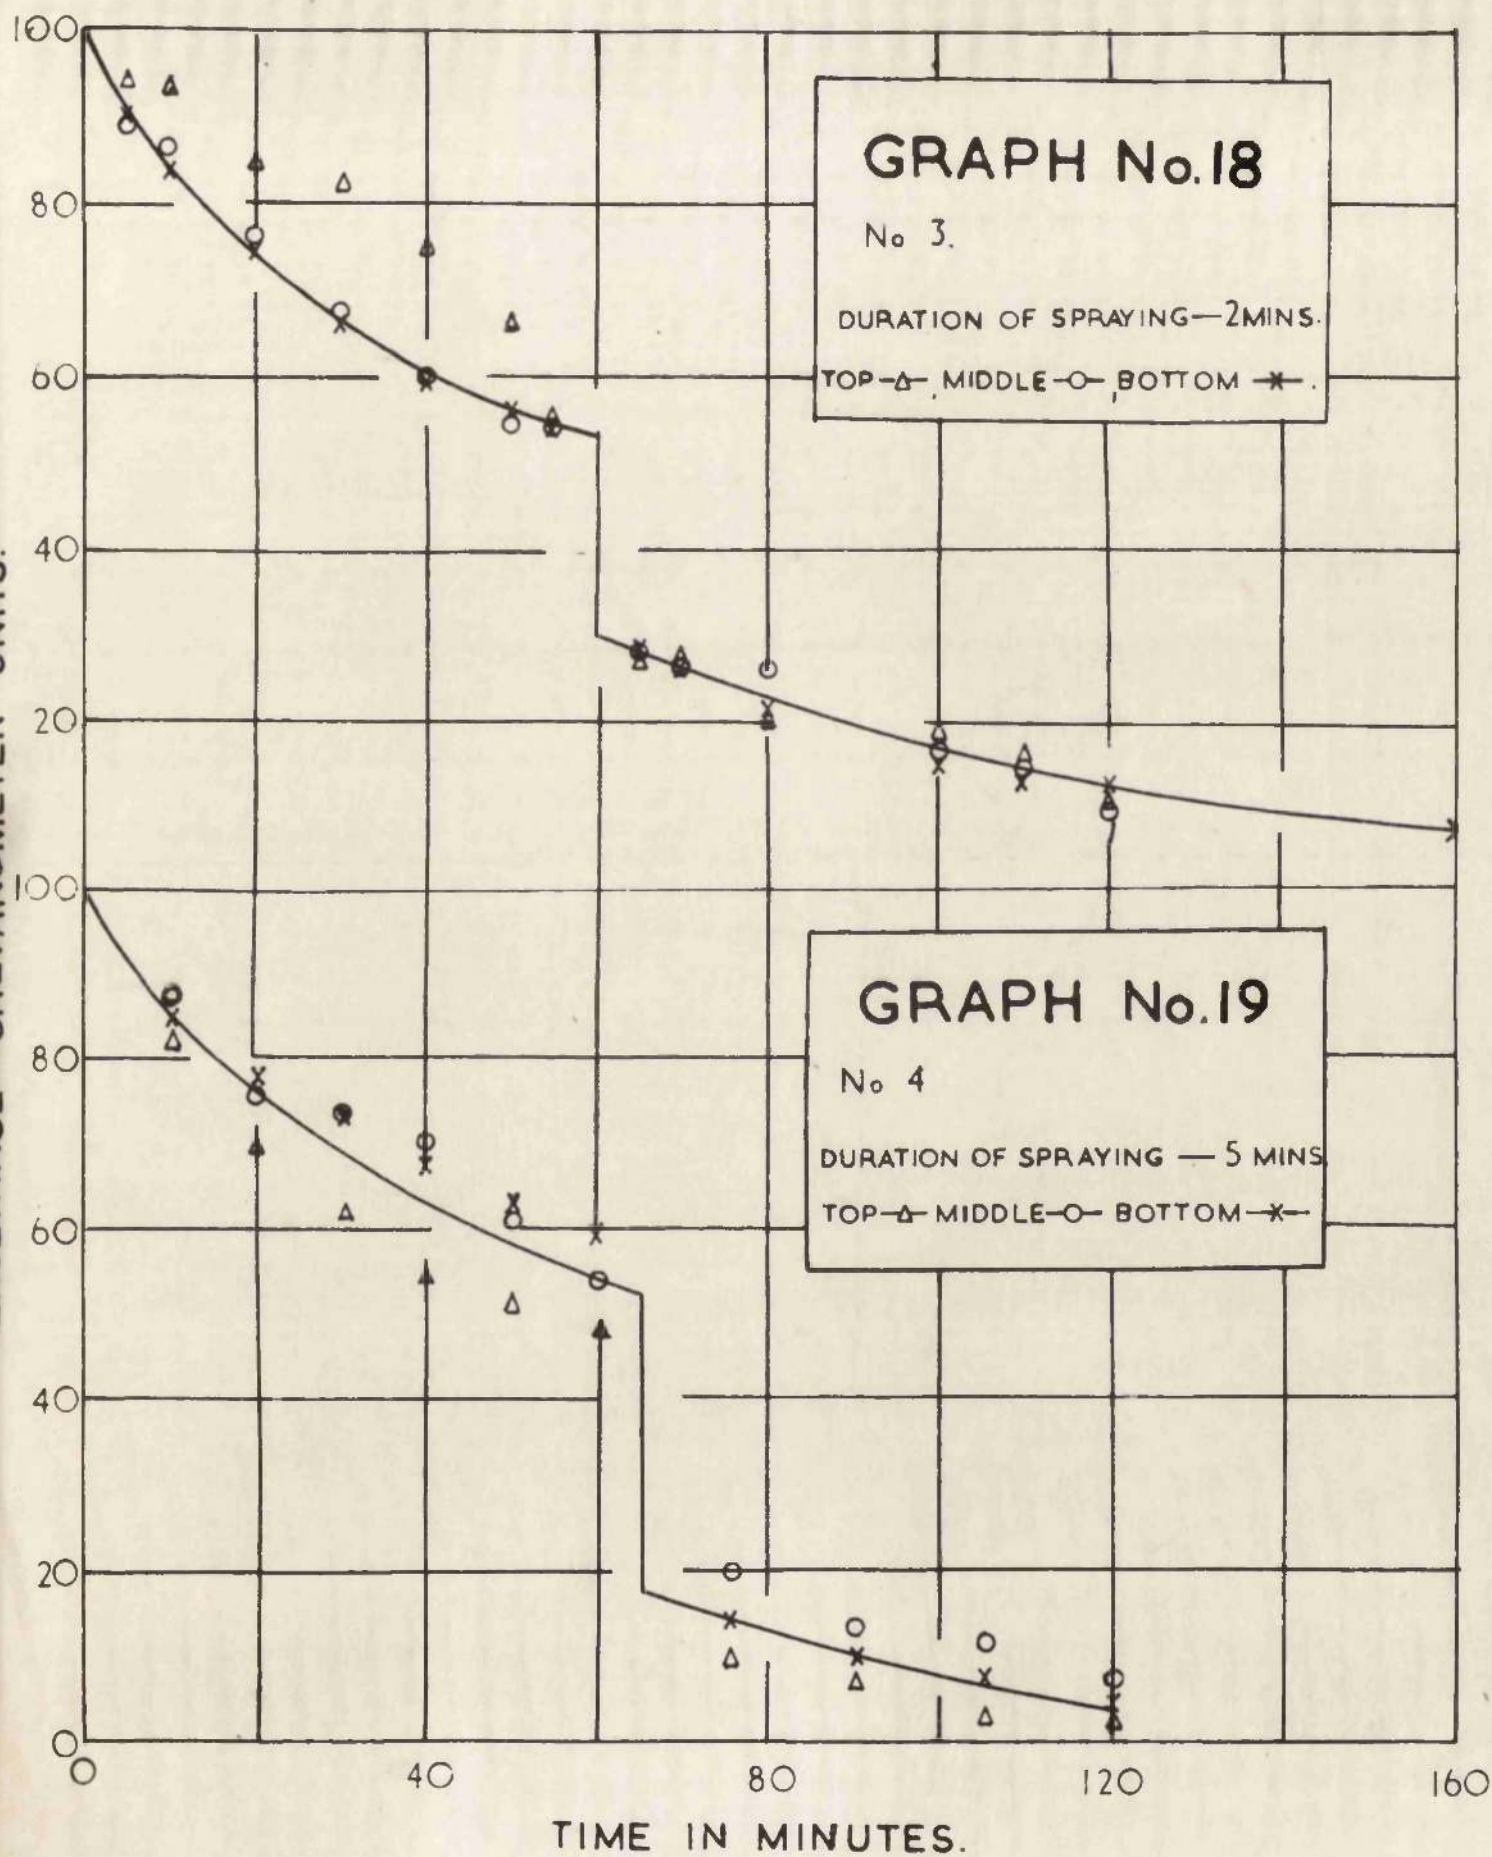 100
80
60
40
20
100
80
60
40
20
0
0 40 80 120 160
TIME IN MINUTES.
GRAPH No.18
No 3.
DURATION OF SPRAYING—2MINS.
TOP-Δ-, MIDDLE-O-, BOTTOM -X-.
GRAPH No.19
No 4
DURATION OF SPRAYING — 5 MINS
TOP-Δ-MIDDLE-O- BOTTOM-X-